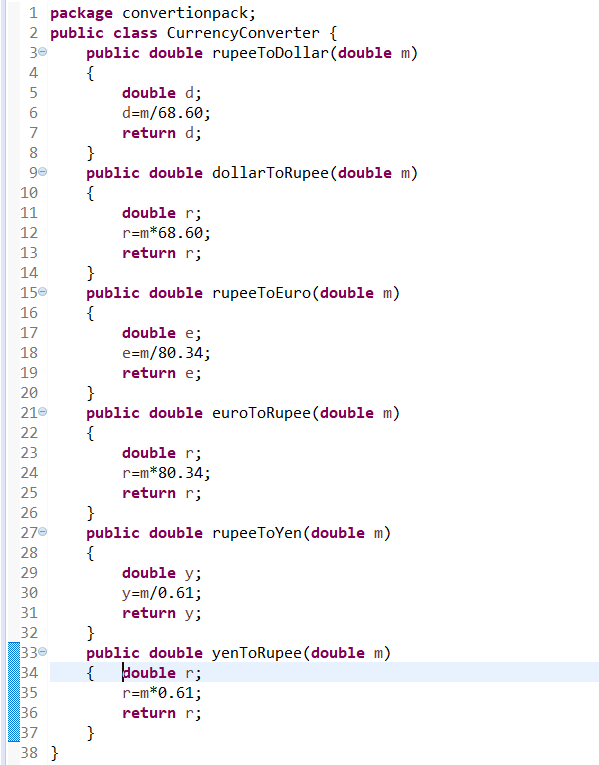 1 package convertionpack;
2 public class CurrencyConverter {
3 public double rupeeToDollar(double m)
4 {
5 double d;
6 d=m/68.60;
7 return d;
8 }
9 public double dollarToRupee(double m)
10 {
11 double r;
12 r=m*68.60;
13 return r;
14 }
15 public double rupeeToEuro(double m)
16 {
17 double e;
18 e=m/80.34;
19 return e;
20 }
21 public double euroToRupee(double m)
22 {
23 double r;
24 r=m*80.34;
25 return r;
26 }
27 public double rupeeToYen(double m)
28 {
29 double y;
30 y=m/0.61;
31 return y;
32 }
33 public double yenToRupee(double m)
34 { double r;
35 r=m*0.61;
36 return r;
37 }
38 }